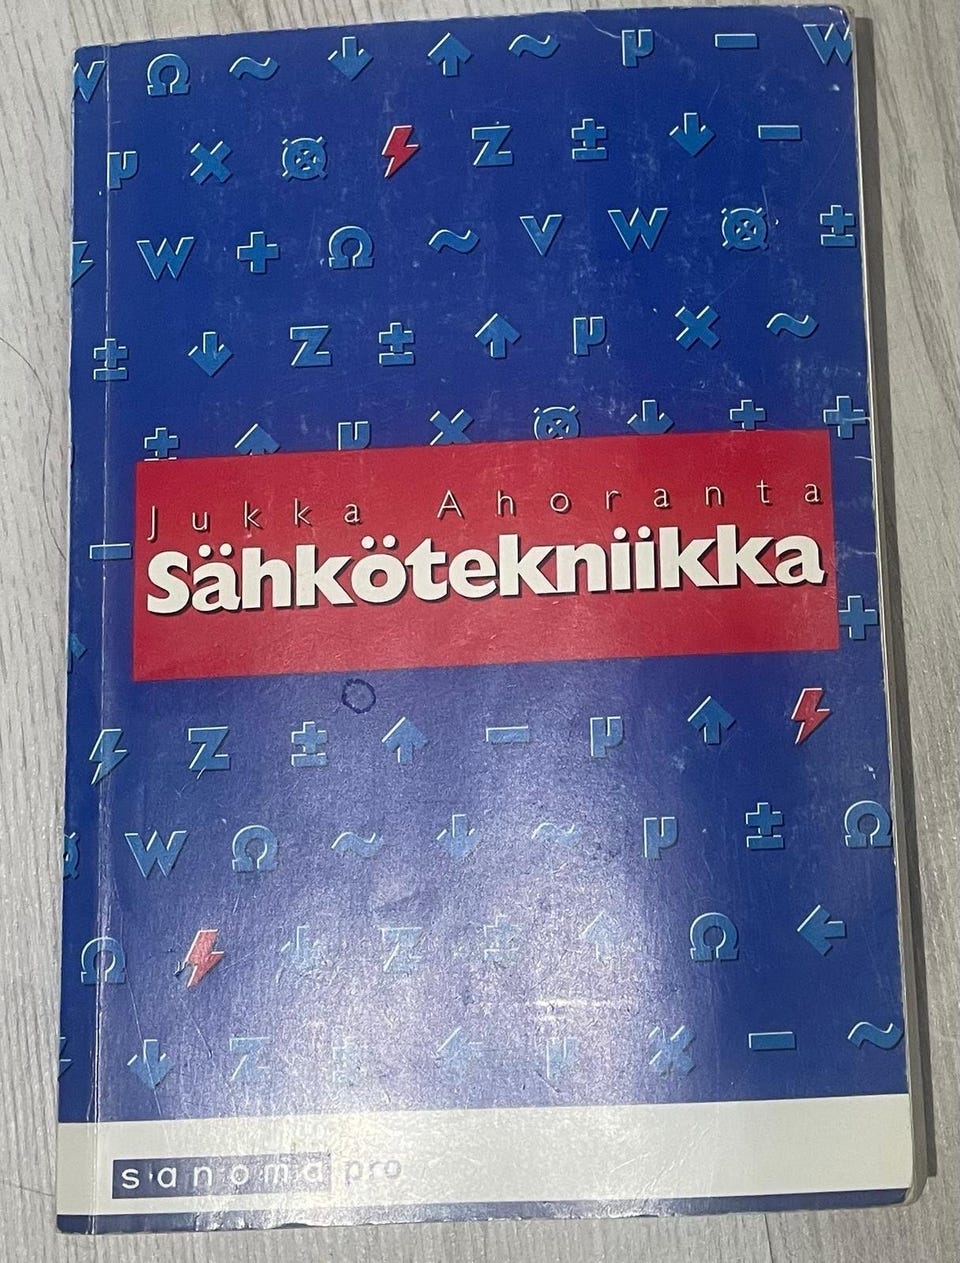 Jukka Ahoranta
Sähkötekniikka
sanoma pro